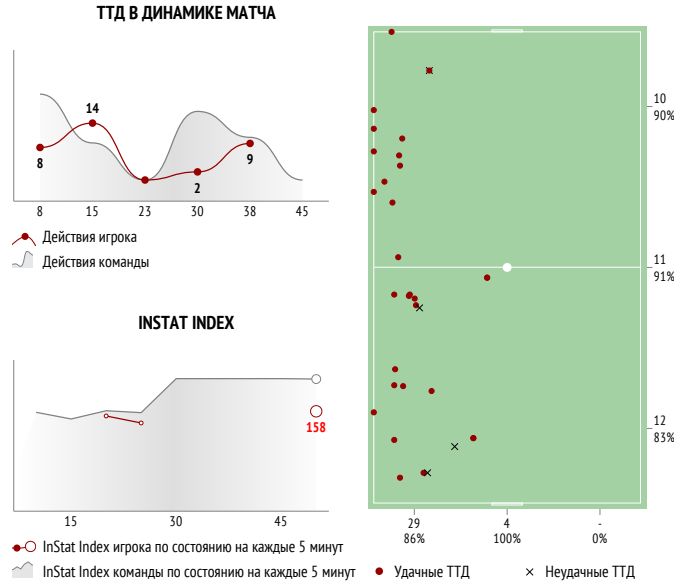 ТТД В ДИНАМИКЕ МАТЧА
14
8
9
2
8 15 23 30 38 45
Действия игрока
Действия команды
INSTAT INDEX
158
15 30 45
InStat Index игрока по состоянию на каждые 5 минут
InStat Index команды по состоянию на каждые 5 минут
10
90%
11
91%
12
83%
29 4 -
86% 100% 0%
Удачные ТТД Неудачные ТТД